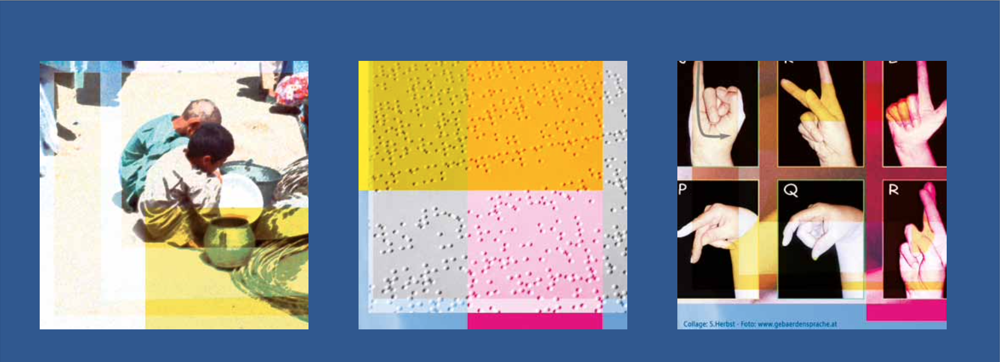 P Q R
Collage: S.Herbst - Foto: www.gebaerdensprache.at